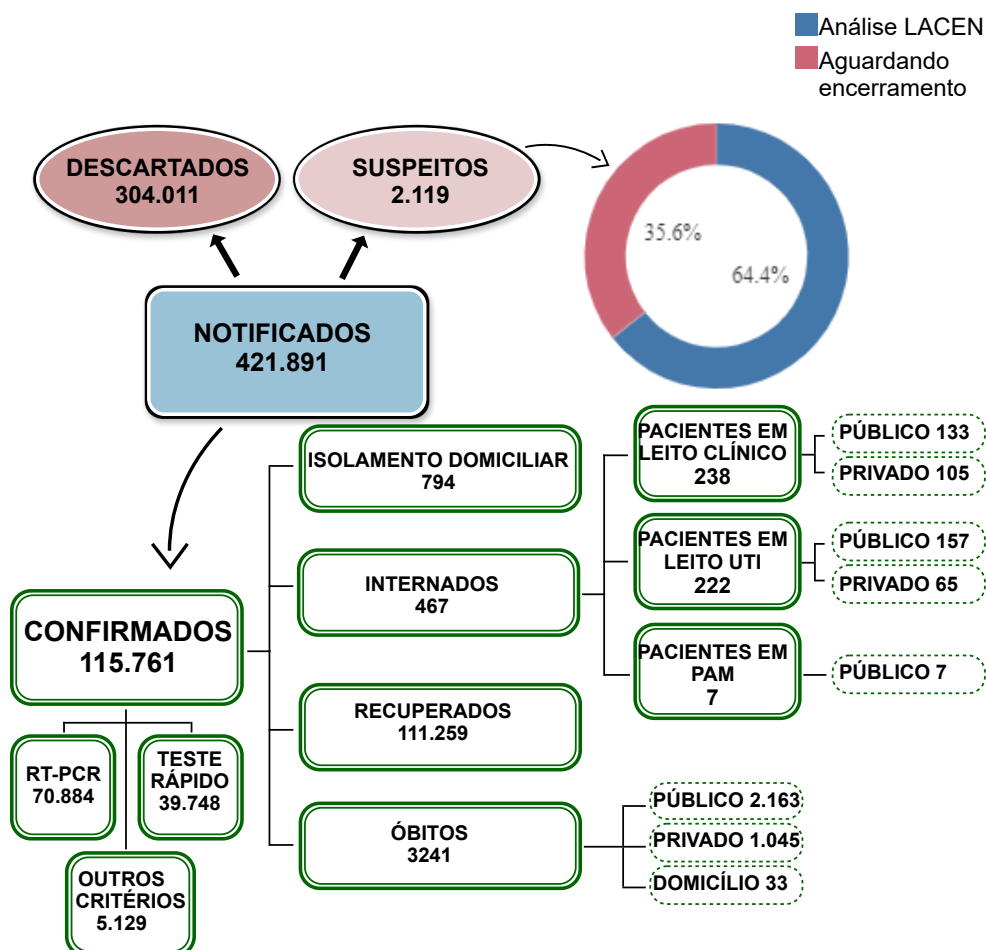 Análise LACEN
Aguardando
encerramento
DESCARTADOS
304.011
SUSPEITOS
2.119
35.6%
64.4%
NOTIFICADOS
421.891
CONFIRMADOS
115.761
RT-PCR
70.884
TESTE
RÁPIDO
39.748
OUTROS
CRITÉRIOS
5.129
ISOLAMENTO DOMICILIAR
794
INTERNADOS
467
RECUPERADOS
111.259
ÓBITOS
3241
PACIENTES EM
LEITO CLÍNICO
238
PÚBLICO 133
PRIVADO 105
PACIENTES EM
LEITO UTI
222
PÚBLICO 157
PRIVADO 65
PACIENTES EM
PAM
7
PÚBLICO 7
PÚBLICO 2.163
PRIVADO 1.045
DOMICÍLIO 33